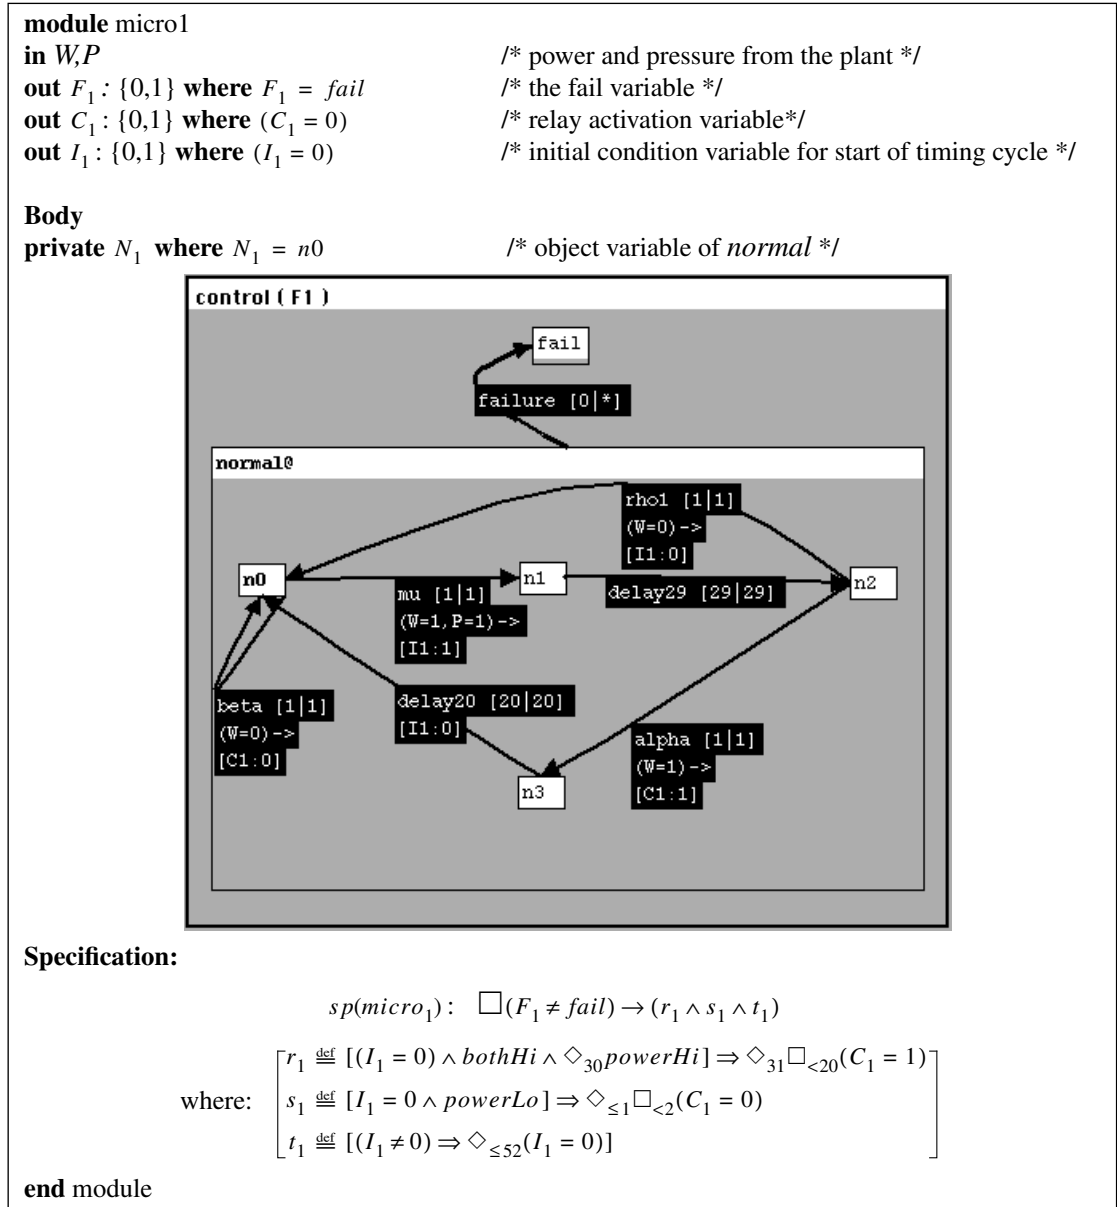 module micro1
in W,P /* power and pressure from the plant */
out F1 : {0,1} where F1 = fail /* the fail variable */
out C1 : {0,1} where (C1 = 0) /* relay activation variable*/
out I1 : {0,1} where (I1 = 0) /* initial condition variable for start of timing cycle */
Body
private N1 where N1 = n0 /* object variable of normal */
control ( F1 )
fail
failure [0|*]
normal@
rho1 [1|1]
(W=0)->
[I1:0]
n0
n1
n2
mu [1|1]
(W=1,P=1)->
[I1:1]
delay29 [29|29]
beta [1|1]
(W=0)->
[C1:0]
delay20 [20|20]
[I1:0]
alpha [1|1]
(W=1)->
[C1:1]
n3
Specification:
sp(micro1) : □(F1 ≠ fail) → (r1 ∧ s1 ∧ t1)
where:
r1 ≝ [(I1 = 0) ∧ bothHi ∧ ◇30 powerHi] ⇒ ◇31 □<20 (C1 = 1)
s1 ≝ [I1 = 0 ∧ powerLo] ⇒ ◇≤1 □<2 (C1 = 0)
t1 ≝ [(I1 ≠ 0) ⇒ ◇≤52 (I1 = 0)]
end module